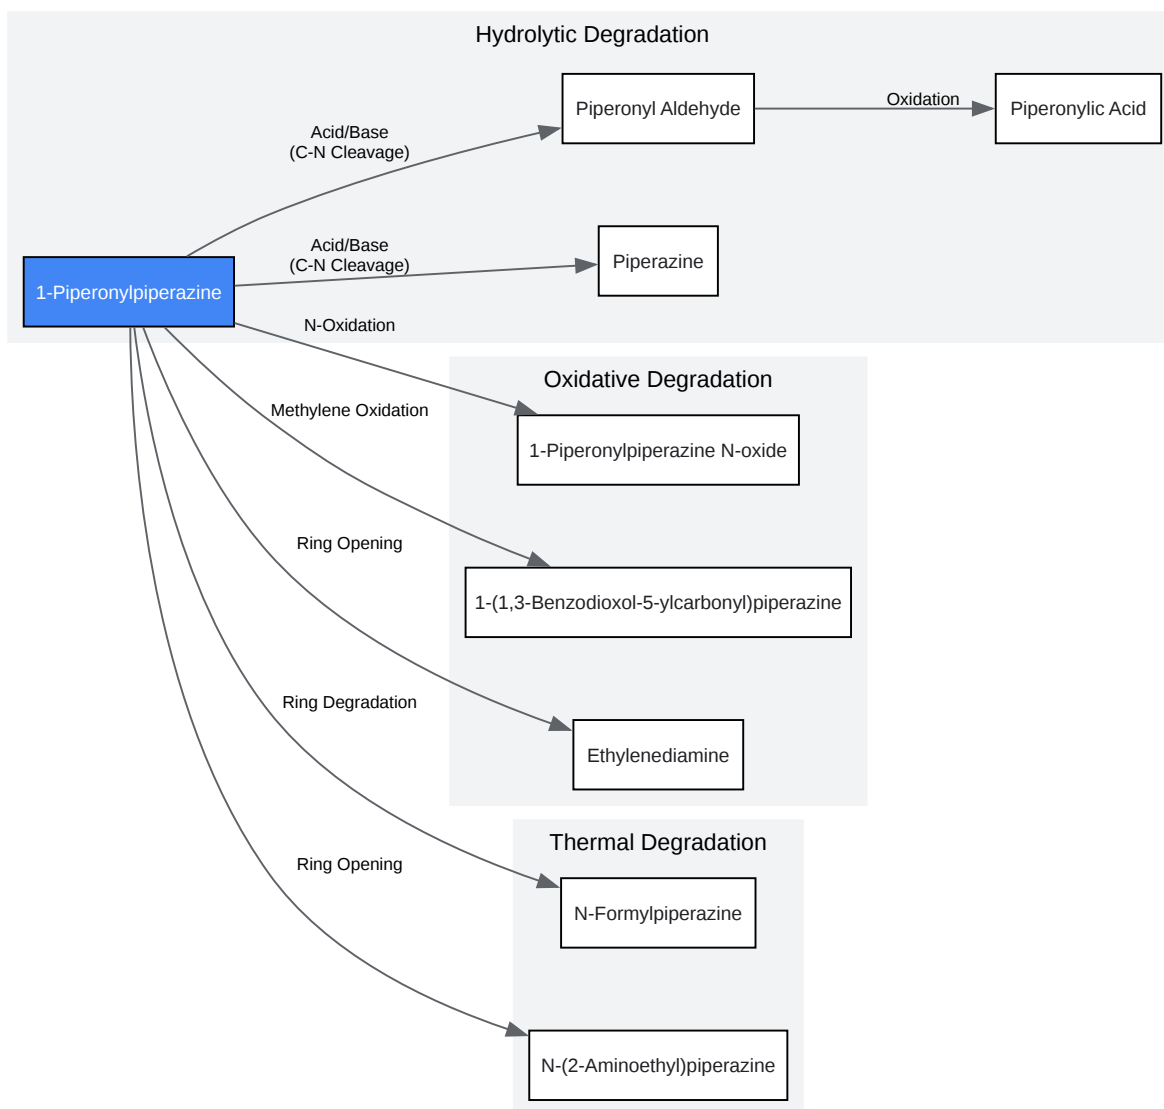 Hydrolytic Degradation
Piperonyl Aldehyde
Oxidation
Piperonylic Acid
Acid/Base
(C-N Cleavage)
Acid/Base
(C-N Cleavage)
Piperazine
1-Piperonylpiperazine
N-Oxidation
Oxidative Degradation
Methylene Oxidation
1-Piperonylpiperazine N-oxide
Ring Opening
1-(1,3-Benzodioxol-5-ylcarbonyl)piperazine
Ring Degradation
Ethylenediamine
Thermal Degradation
Ring Opening
N-Formylpiperazine
N-(2-Aminoethyl)piperazine